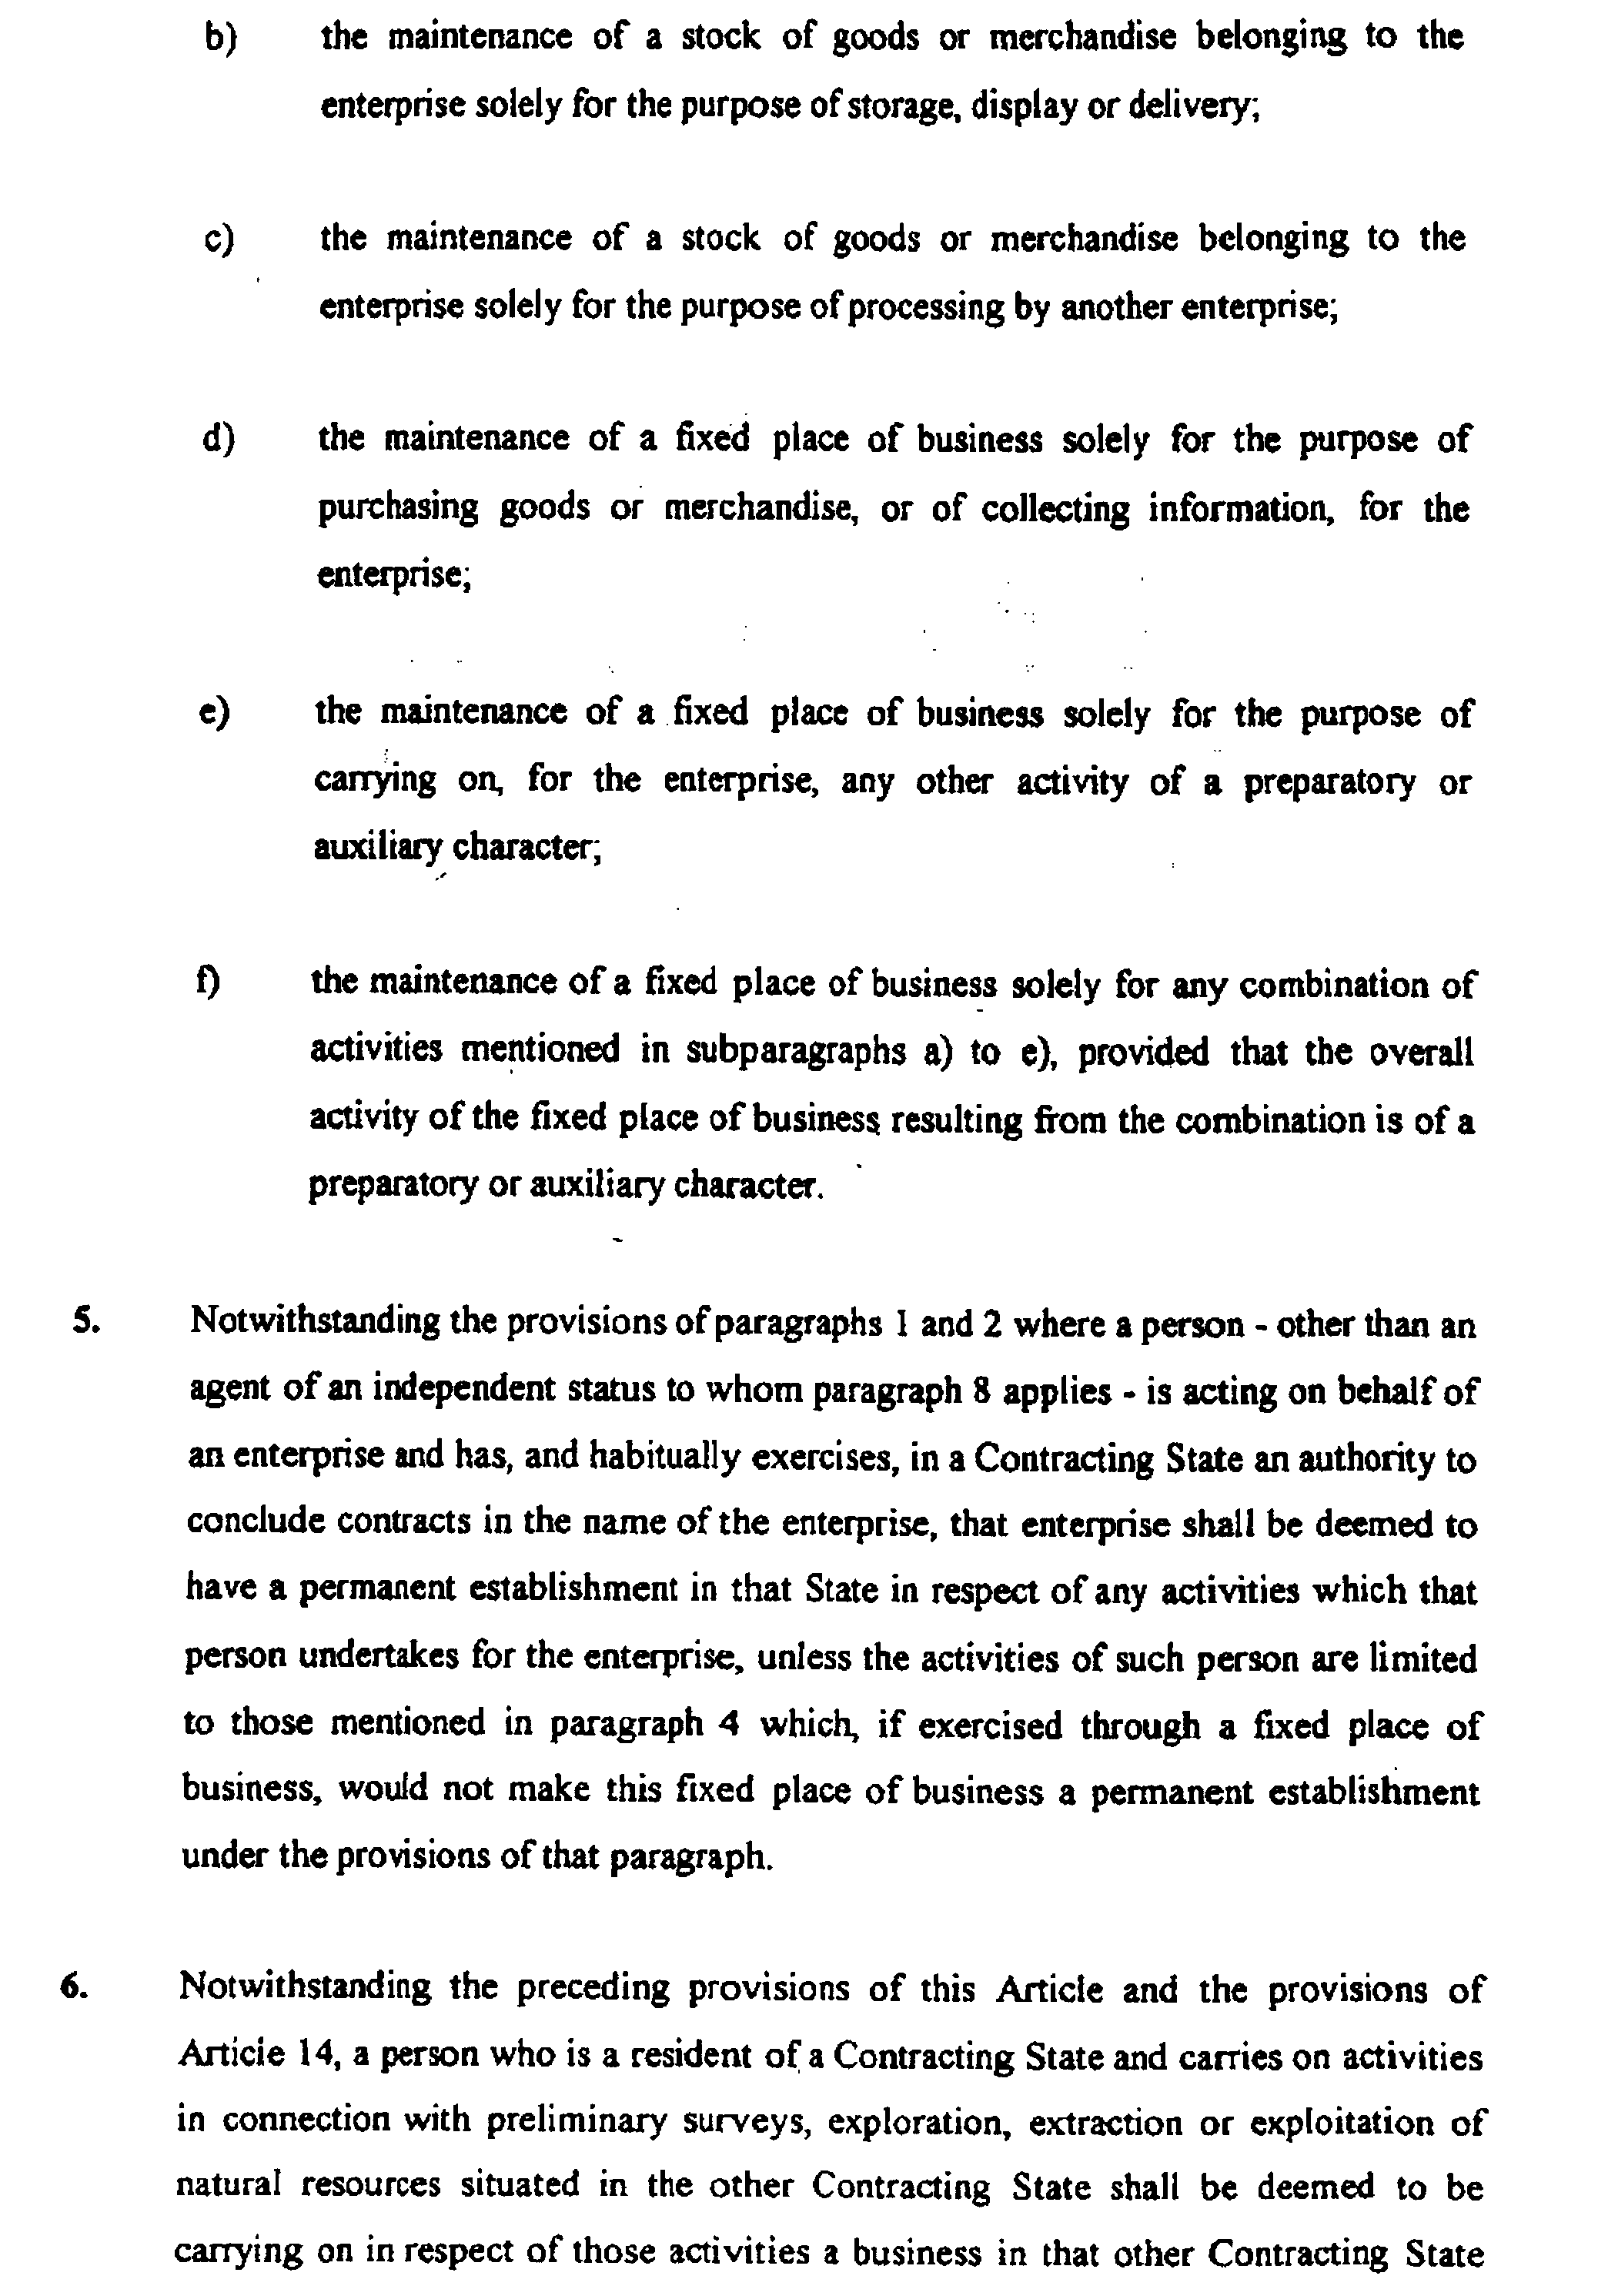 b) the maintenance of a stock of goods or merchandise belonging to the
enterprise solely for the purpose of storage, display or delivery;
c) the maintenance of a stock of goods or merchandise belonging to the
enterprise solely for the purpose of processing by another enterprise;
d) the maintenance of a fixed place of business solely for the purpose of
purchasing goods or merchandise, or of collecting information, for the
enterprise;
e) the maintenance of a fixed place of business solely for the purpose of
carrying on, for the enterprise, any other activity of a preparatory or
auxiliary character;
f) the maintenance of a fixed place of business solely for any combination of
activities mentioned in subparagraphs a) to e), provided that the overall
activity of the fixed place of business resulting from the combination is of a
preparatory or auxiliary character.
5. Notwithstanding the provisions of paragraphs 1 and 2 where a person - other than an
agent of an independent status to whom paragraph 8 applies - is acting on behalf of
an enterprise and has, and habitually exercises, in a Contracting State an authority to
conclude contracts in the name of the enterprise, that enterprise shall be deemed to
have a permanent establishment in that State in respect of any activities which that
person undertakes for the enterprise, unless the activities of such person are limited
to those mentioned in paragraph 4 which, if exercised through a fixed place of
business, would not make this fixed place of business a permanent establishment
under the provisions of that paragraph.
6. Notwithstanding the preceding provisions of this Article and the provisions of
Article 14, a person who is a resident of a Contracting State and carries on activities
in connection with preliminary surveys, exploration, extraction or exploitation of
natural resources situated in the other Contracting State shall be deemed to be
carrying on in respect of those activities a business in that other Contracting State